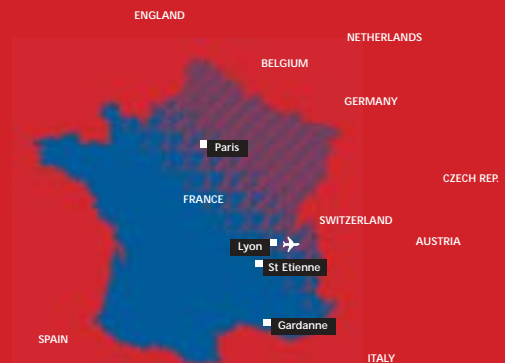 ENGLAND
NETHERLANDS
BELGIUM
GERMANY
Paris
CZECH REP.
FRANCE
SWITZERLAND
AUSTRIA
Lyon
St Etienne
Gardanne
SPAIN
ITALY